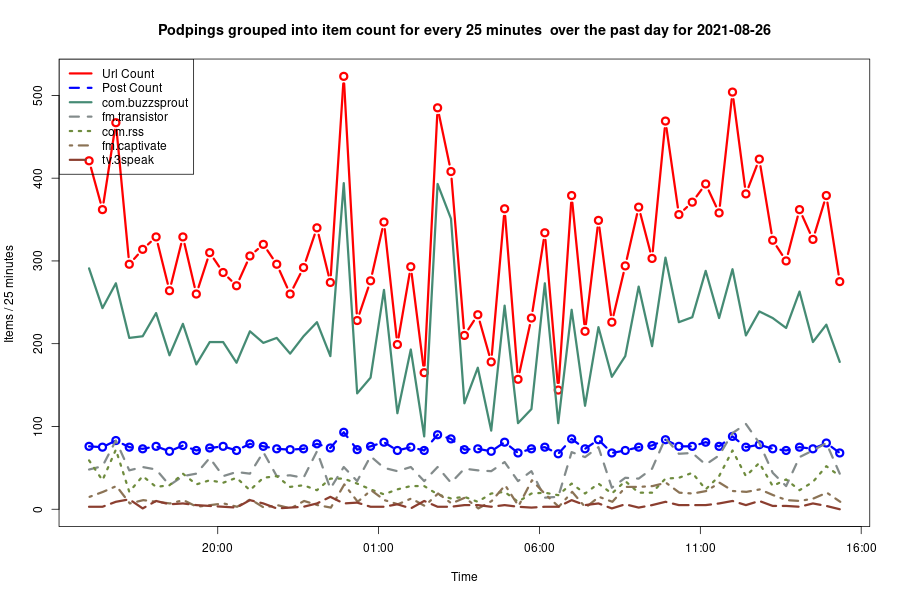 Podpings grouped into item count for every 25 minutes  over the past day for 2021-08-26
Url Count
Post Count
com.buzzsprout
fm.transistor
com.rss
fm.captivate
tv.3speak
Items / 25 minutes
500
400
300
200
100
0
20:00
01:00
06:00
11:00
16:00
Time